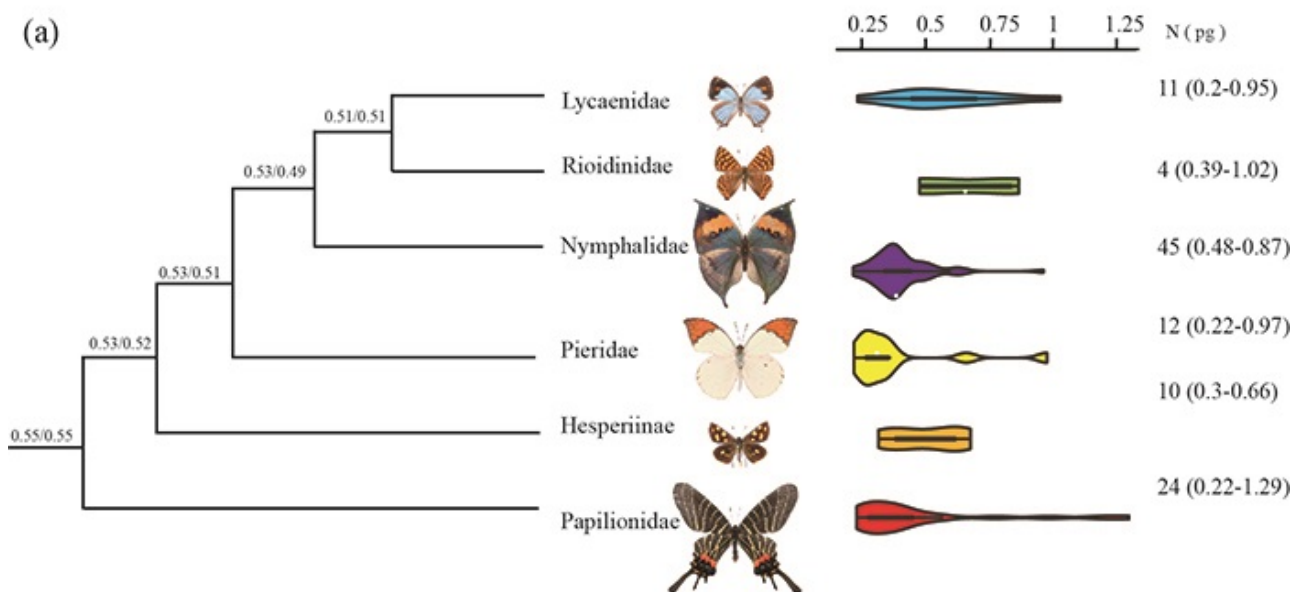 (a)
0.25 0.5 0.75 1 1.25
N ( pg )
Lycaenidae 11 (0.2-0.95)
0.51/0.51
Rioidinidae 4 (0.39-1.02)
0.53/0.49
Nymphalidae 45 (0.48-0.87)
0.53/0.51
Pieridae 12 (0.22-0.97)
0.53/0.52
Hesperiinae 10 (0.3-0.66)
0.55/0.55
Papilionidae 24 (0.22-1.29)